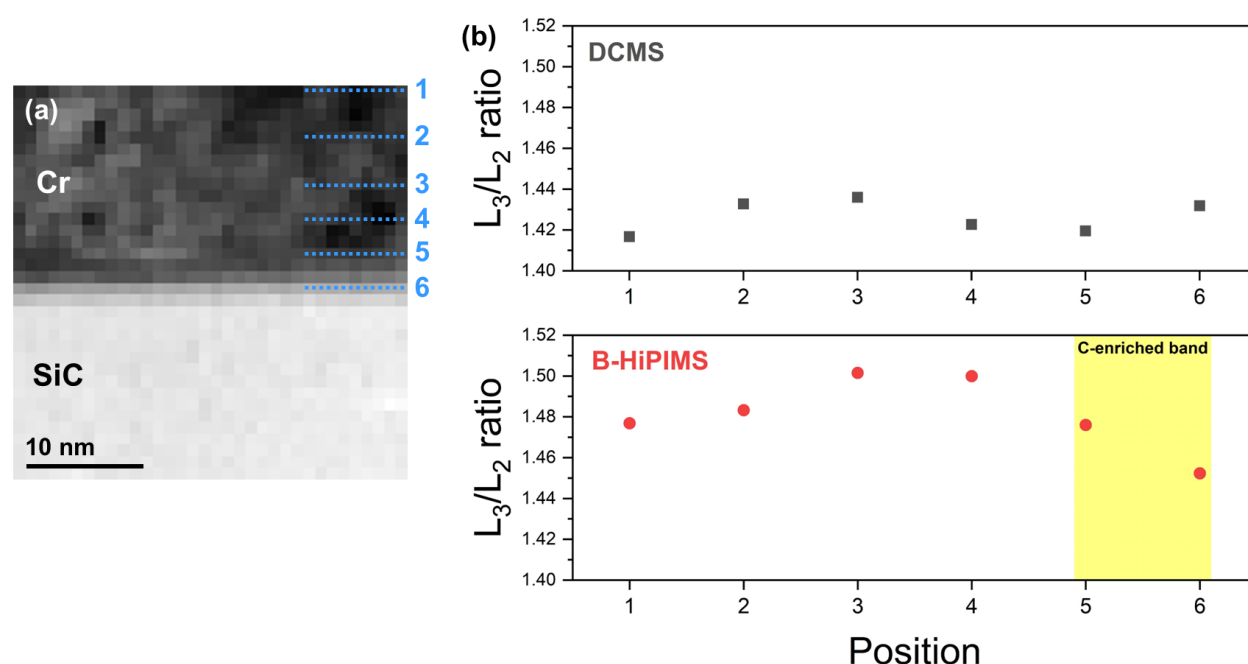 (a)
1
2
Cr
3
4
5
6
SiC
10 nm
(b)
DCMS
L₃/L₂ ratio
1.52
1.50
1.48
1.46
1.44
1.42
1.40
1 2 3 4 5 6
B-HiPIMS
C-enriched band
L₃/L₂ ratio
1.52
1.50
1.48
1.46
1.44
1.42
1.40
1 2 3 4 5 6
Position